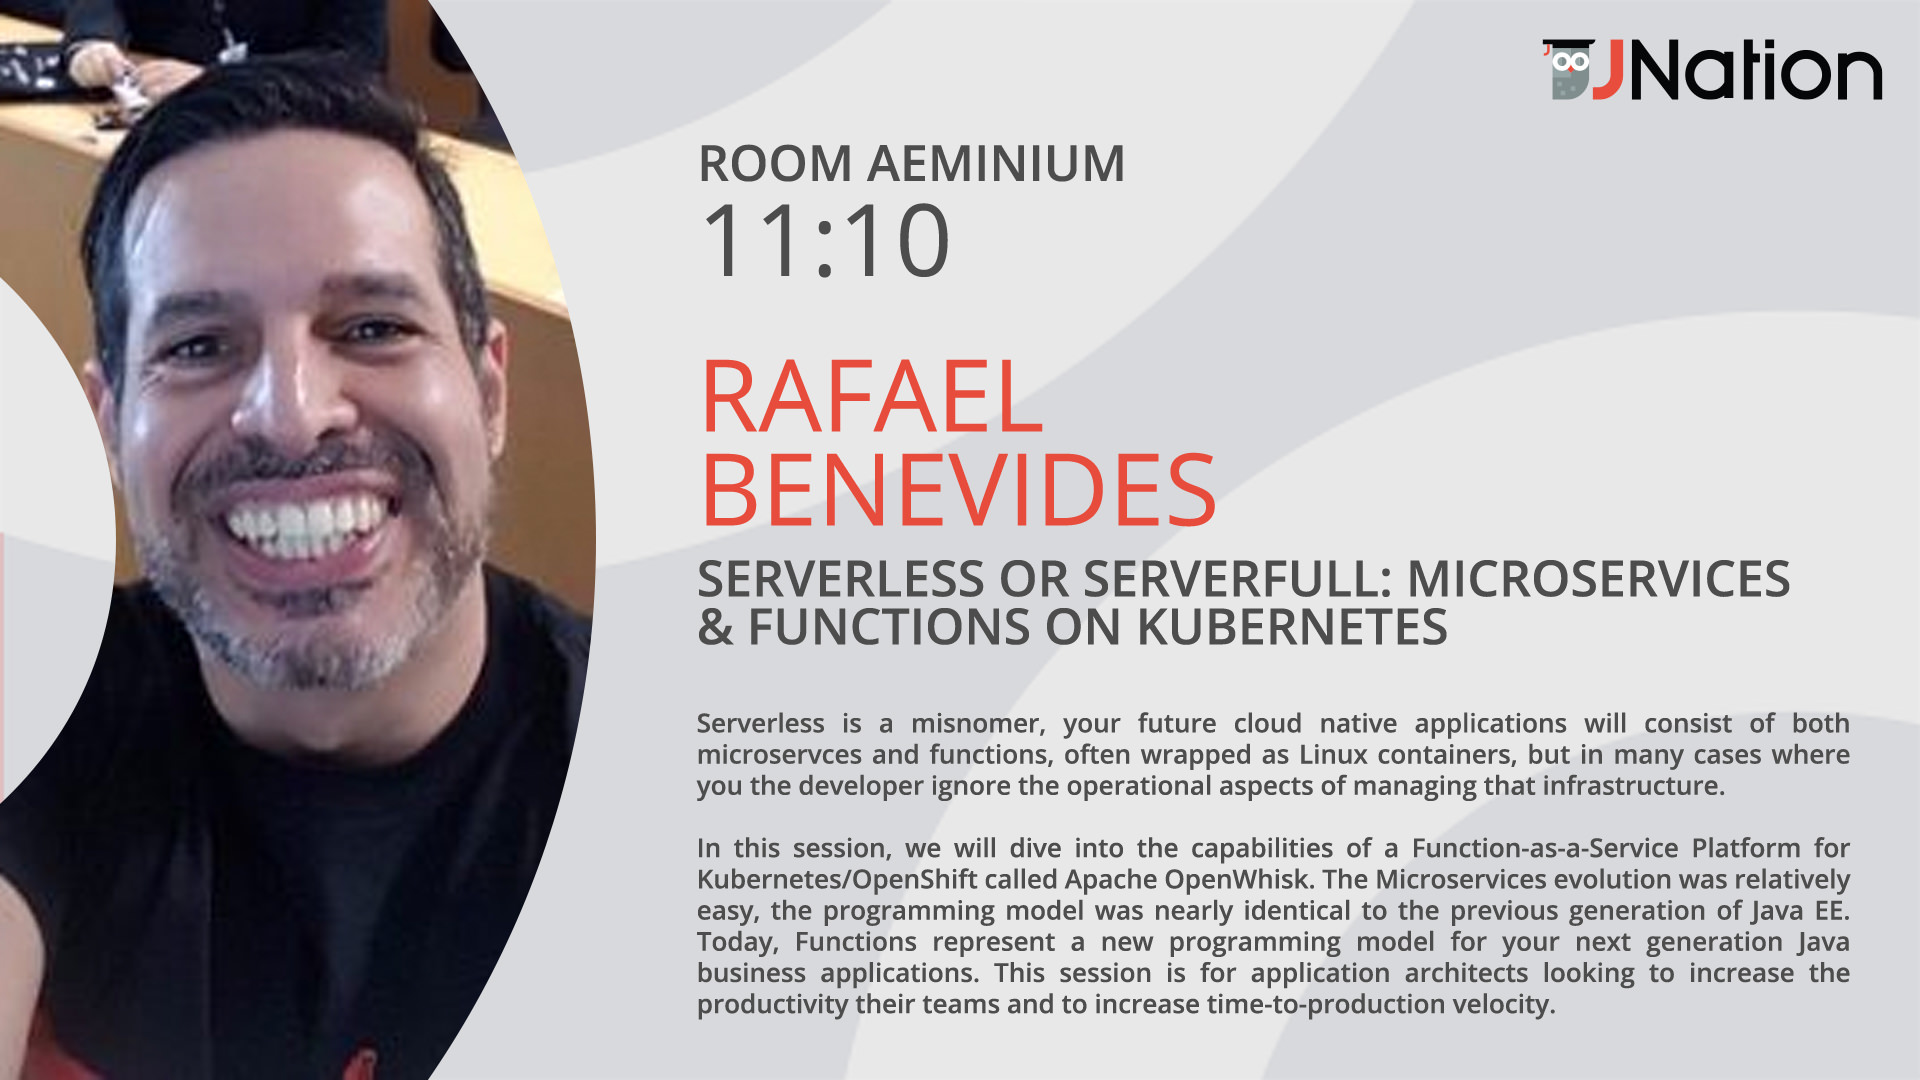 JNation
ROOM AEMINIUM
11:10
RAFAEL
BENEVIDES
SERVERLESS OR SERVERFULL: MICROSERVICES
& FUNCTIONS ON KUBERNETES
Serverless is a misnomer, your future cloud native applications will consist of both
microservces and functions, often wrapped as Linux containers, but in many cases where
you the developer ignore the operational aspects of managing that infrastructure.
In this session, we will dive into the capabilities of a Function-as-a-Service Platform for
Kubernetes/OpenShift called Apache OpenWhisk. The Microservices evolution was relatively
easy, the programming model was nearly identical to the previous generation of Java EE.
Today, Functions represent a new programming model for your next generation Java
business applications. This session is for application architects looking to increase the
productivity their teams and to increase time-to-production velocity.